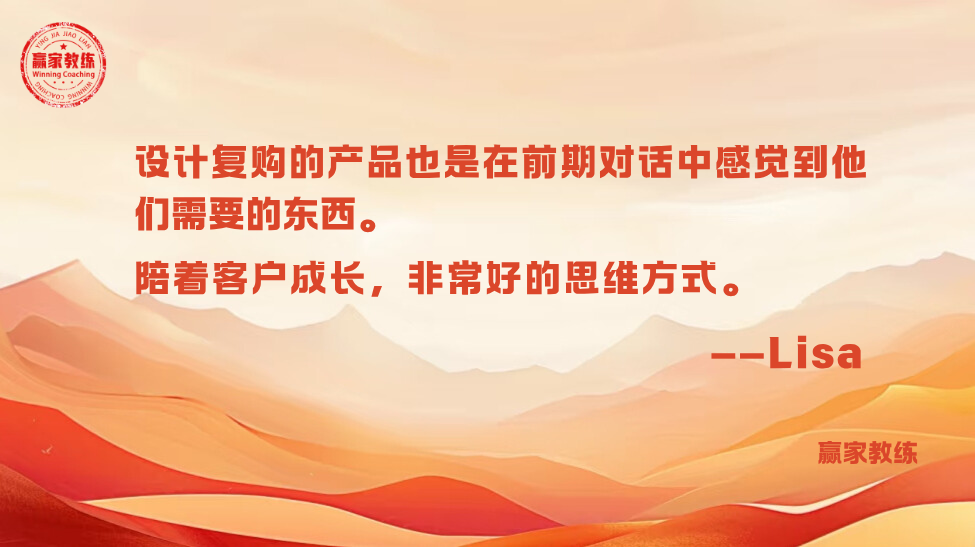 YING JIA JIAO LIAN
赢家教练
Winning Coaching
WINNING COACHING
设计复购的产品也是在前期对话中感觉到他
们需要的东西。
陪着客户成长，非常好的思维方式。
--Lisa
赢家教练